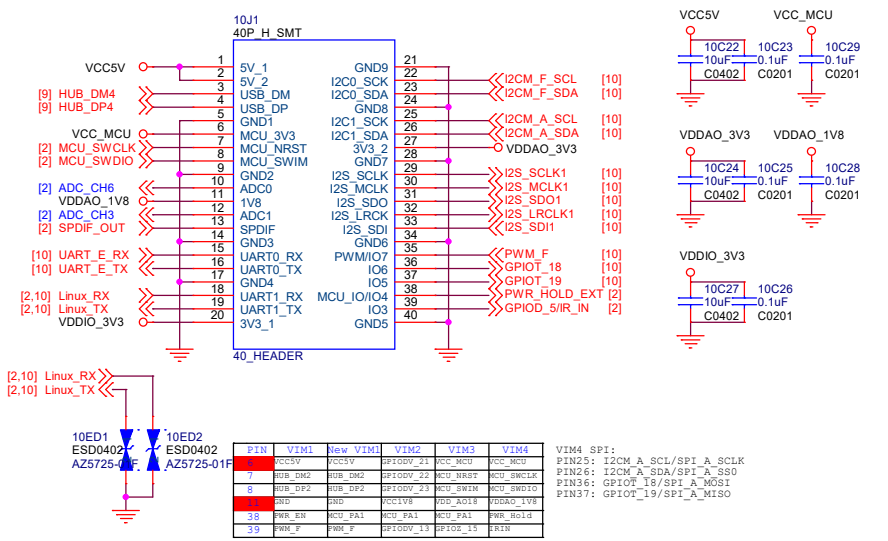 10J1
40P_H_SMT
VCC5V 1 5V_1 GND9 21
2 5V_2 I2C0_SCK 22 I2CM_F_SCL [10]
[9] HUB_DM4 3 USB_DM I2C0_SDA 23 I2CM_F_SDA [10]
[9] HUB_DP4 4 USB_DP GND8 24
5 GND1 I2C1_SCK 25 I2CM_A_SCL [10]
VCC_MCU 6 MCU_3V3 I2C1_SDA 26 I2CM_A_SDA [10]
[2] MCU_SWCLK 7 MCU_NRST 3V3_2 27 VDDAO_3V3
[2] MCU_SWDIO 8 MCU_SWIM GND7 28
9 GND2 I2S_SCLK 29 I2S_SCLK1 [10]
[2] ADC_CH6 10 ADC0 I2S_MCLK 30 I2S_MCLK1 [10]
VDDAO_1V8 11 1V8 I2S_SDO 31 I2S_SDO1 [10]
[2] ADC_CH3 12 ADC1 I2S_LRCK 32 I2S_LRCLK1 [10]
[2] SPDIF_OUT 13 SPDIF I2S_SDI 33 I2S_SDI1 [10]
14 GND3 GND6 34
[10] UART_E_RX 15 UART0_RX PWM/IO7 35 PWM_F [10]
[10] UART_E_TX 16 UART0_TX IO6 36 GPIOT_18 [10]
17 GND4 IO5 37 GPIOT_19 [10]
[2,10] Linux_RX 18 UART1_RX MCU_IO/IO4 38 PWR_HOLD_EXT [2]
[2,10] Linux_TX 19 UART1_TX IO3 39 GPIOD_5/IR_IN [2]
VDDIO_3V3 20 3V3_1 GND5 40
40_HEADER
VCC5V VCC_MCU
10C22 10C23 10C29
10uF 0.1uF 0.1uF
C0402 C0201 C0201
VDDAO_3V3 VDDAO_1V8
10C24 10C25 10C28
10uF 0.1uF 0.1uF
C0402 C0201 C0201
VDDIO_3V3
10C27 10C26
10uF 0.1uF
C0402 C0201
[2,10] Linux_RX
[2,10] Linux_TX
10ED1 10ED2
ESD0402 ESD0402
AZ5725-01F AZ5725-01F
PIN VIM1 New VIM1 VIM2 VIM3 VIM4
6 VCC5V VCC5V GPIODV_21 VCC_MCU VCC_MCU
7 HUB_DM2 HUB_DM2 GPIODV_22 MCU_NRST MCU_SWCLK
8 HUB_DP2 HUB_DP2 GPIODV_23 MCU_SWIM MCU_SWDIO
11 GND GND VCC1V8 VDD_AO18 VDDAO_1V8
38 PWR_EN MCU_PA1 MCU_PA1 MCU_PA1 PWR_Hold
39 PWM_F PWM_F GPIODV_13 GPIOZ_15 IRIN
VIM4 SPI:
PIN25: I2CM_A_SCL/SPI_A_SCLK
PIN26: I2CM_A_SDA/SPI_A_SS0
PIN36: GPIOT_18/SPI_A_MOSI
PIN37: GPIOT_19/SPI_A_MISO